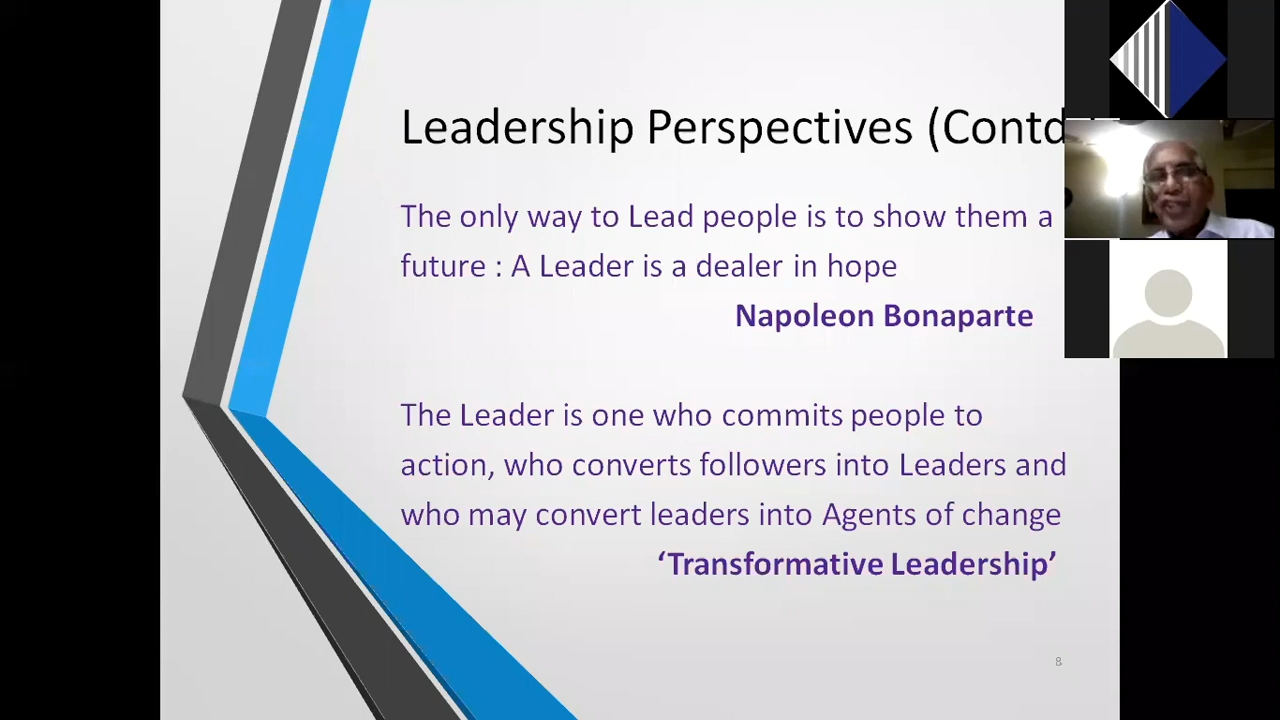 Leadership Perspectives (Contd
The only way to Lead people is to show them a
future : A Leader is a dealer in hope
Napoleon Bonaparte
The Leader is one who commits people to
action, who converts followers into Leaders and
who may convert leaders into Agents of change
‘Transformative Leadership’
8